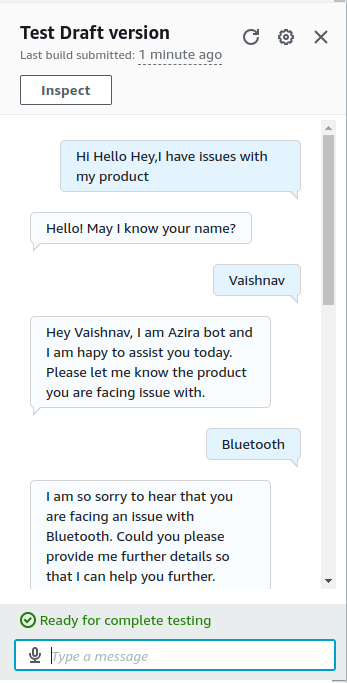 Test Draft version
Last build submitted: 1 minute ago
Inspect
Hi Hello Hey,I have issues with
my product
Hello! May I know your name?
Vaishnav
Hey Vaishnav, I am Azira bot and
I am hapy to assist you today.
Please let me know the product
you are facing issue with.
Bluetooth
I am so sorry to hear that you
are facing an issue with
Bluetooth. Could you please
provide me further details so
that I can help you further.
Ready for complete testing
Type a message